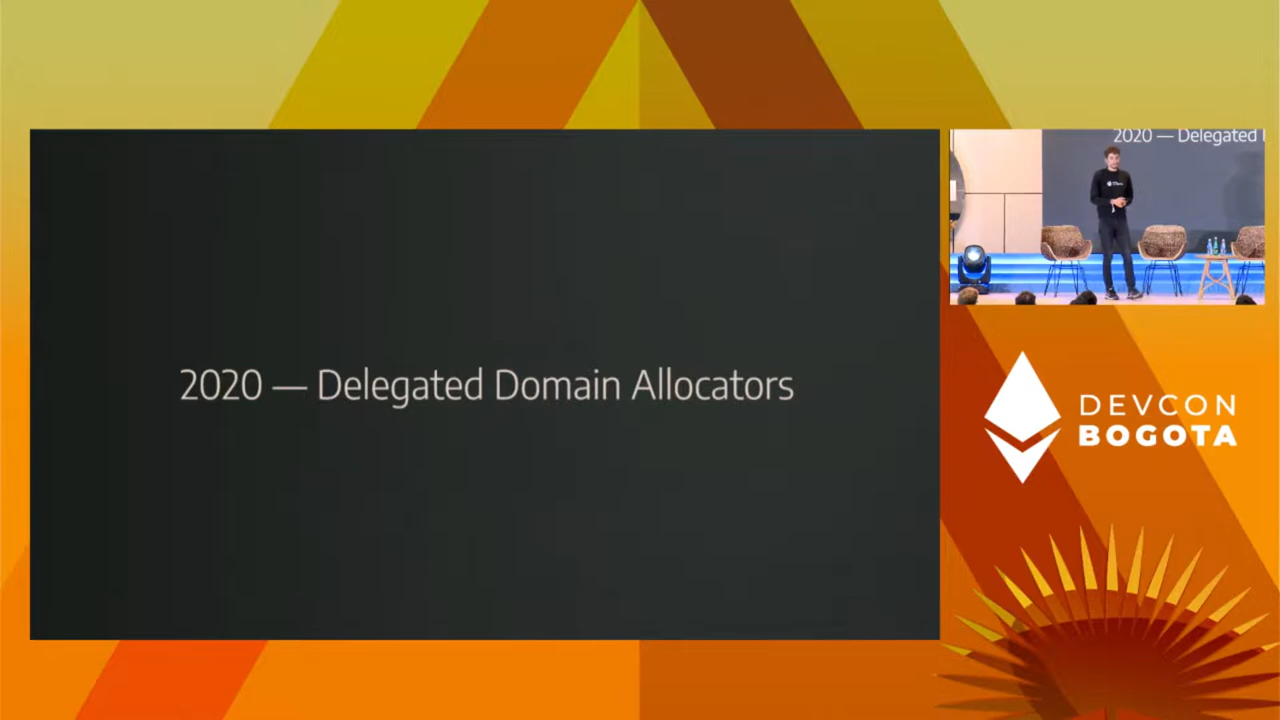 2020 — Delegated Domain Allocators
2020 — Delegated
DEVCON
BOGOTA